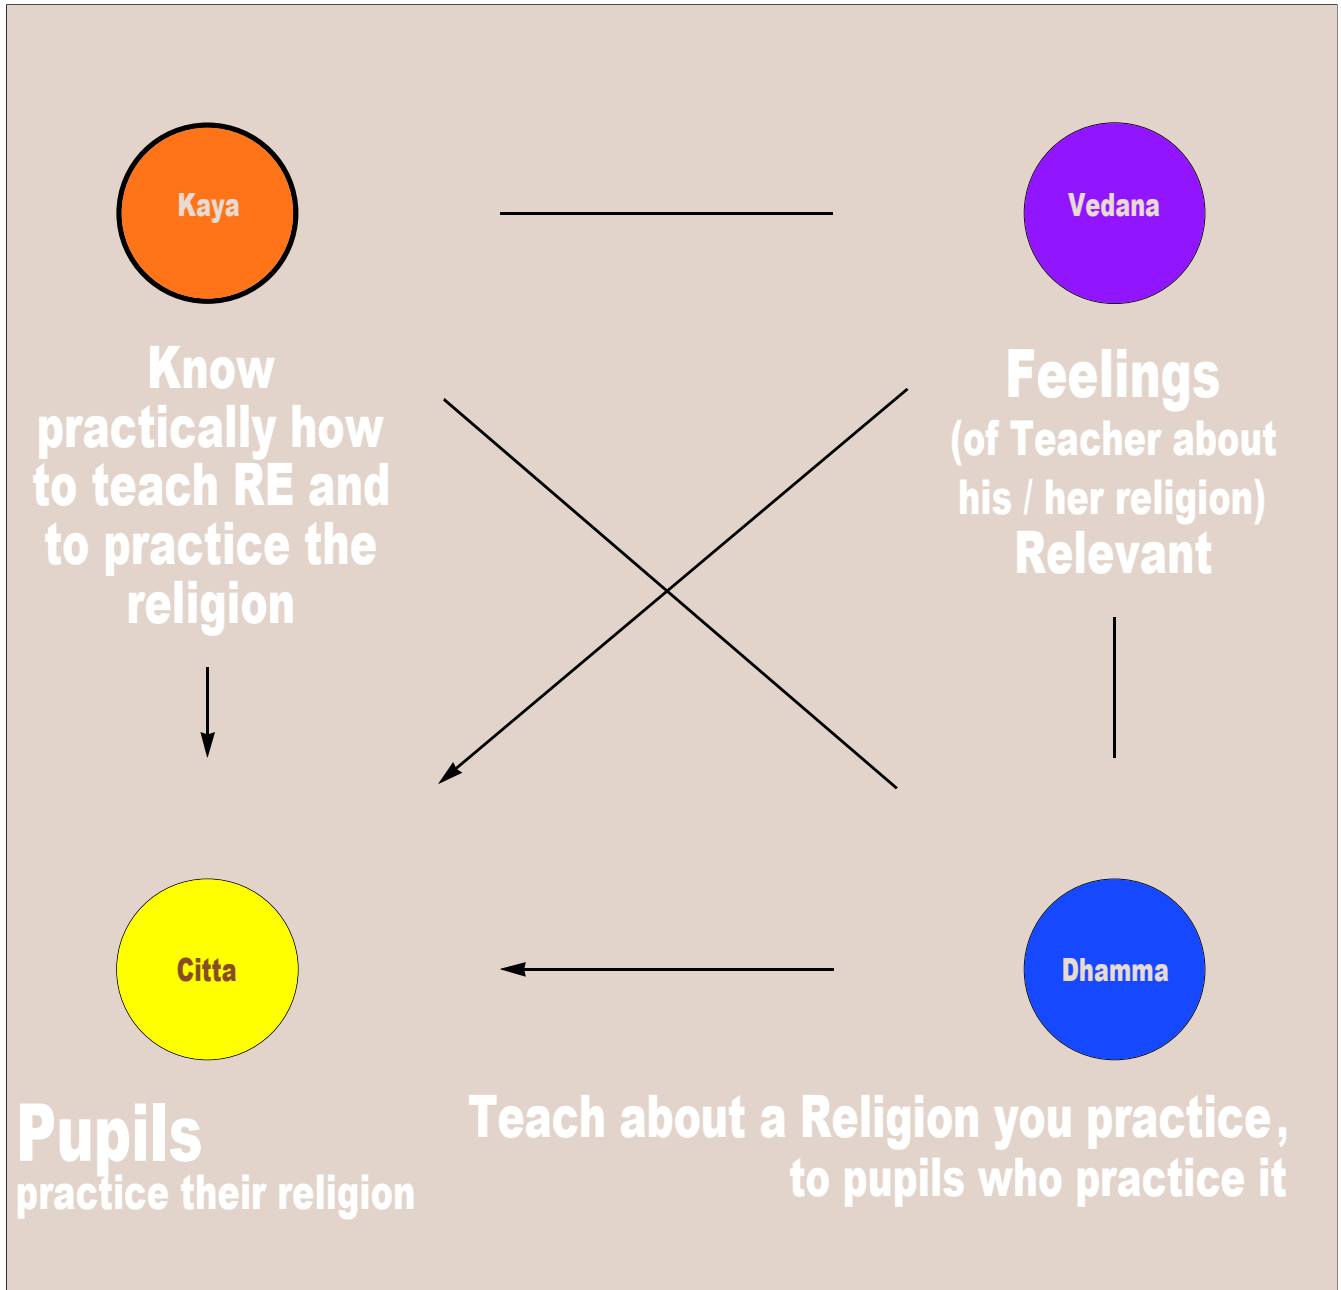 Kaya
Vedana
Know
practically how
to teach RE and
to practice the
religion
Feelings
(of Teacher about
his / her religion)
Relevant
Citta
Dhamma
Pupils
practice their religion
Teach about a Religion you practice,
to pupils who practice it